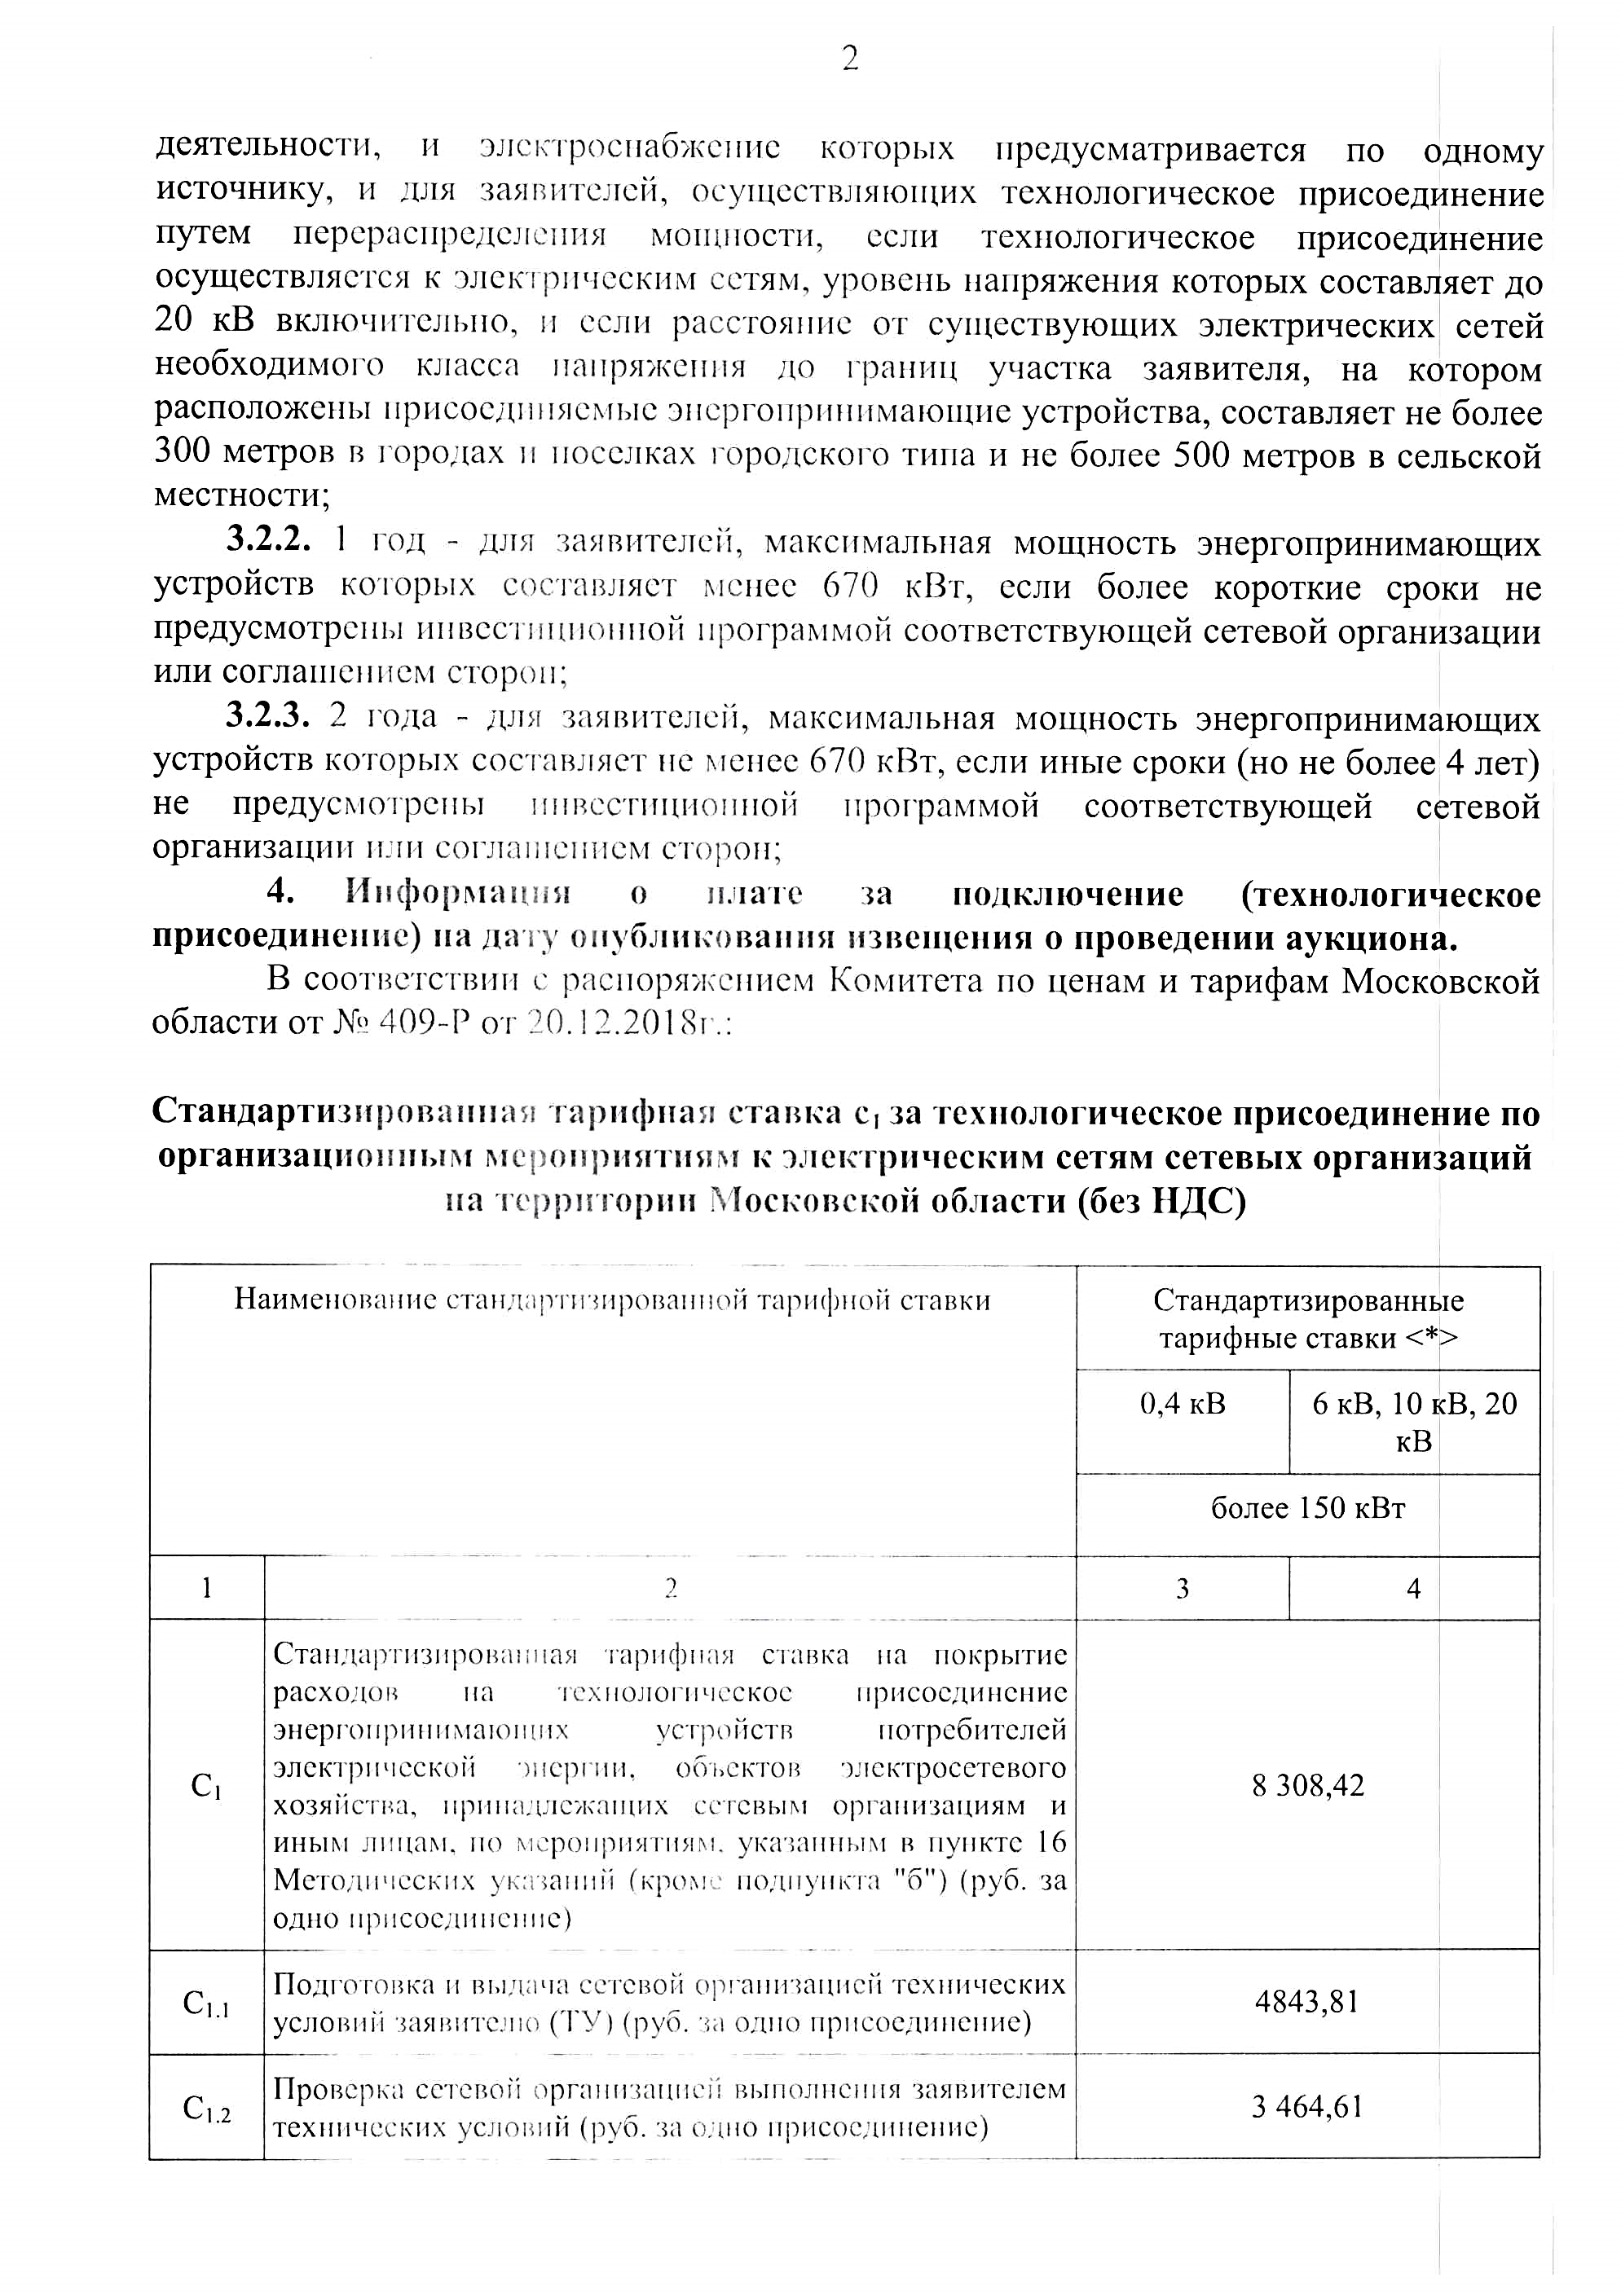 2
деятельности, и электроснабжение которых предусматривается по одному
источнику, и для заявителей, осуществляющих технологическое присоединение
путем перераспределения мощности, если технологическое присоединение
осуществляется к электрическим сетям, уровень напряжения которых составляет до
20 кВ включительно, и если расстояние от существующих электрических сетей
необходимого класса напряжения до границ участка заявителя, на котором
расположены присоединяемые энергопринимающие устройства, составляет не более
300 метров в городах и поселках городского типа и не более 500 метров в сельской
местности;
3.2.2. 1 год - для заявителей, максимальная мощность энергопринимающих
устройств которых составляет менее 670 кВт, если более короткие сроки не
предусмотрены инвестиционной программой соответствующей сетевой организации
или соглашением сторон;
3.2.3. 2 года - для заявителей, максимальная мощность энергопринимающих
устройств которых составляет не менее 670 кВт, если иные сроки (но не более 4 лет)
не предусмотрены инвестиционной программой соответствующей сетевой
организации или соглашением сторон;
4. Информация о плате за подключение (технологическое
присоединение) на дату опубликования извещения о проведении аукциона.
В соответствии с распоряжением Комитета по ценам и тарифам Московской
области от № 409-Р от 20.12.2018г.:
Стандартизированная тарифная ставка c₁ за технологическое присоединение по
организационным мероприятиям к электрическим сетям сетевых организаций
на территории Московской области (без НДС)
Наименование стандартизированной тарифной ставки
Стандартизированные
тарифные ставки <*>
0,4 кВ
6 кВ, 10 кВ, 20
кВ
более 150 кВт
1 2 3 4
C₁
Стандартизированная тарифная ставка на покрытие
расходов на технологическое присоединение
энергопринимающих устройств потребителей
электрической энергии, объектов электросетевого
хозяйства, принадлежащих сетевым организациям и
иным лицам, по мероприятиям, указанным в пункте 16
Методических указаний (кроме подпункта "б") (руб. за
одно присоединение)
8 308,42
C₁.₁
Подготовка и выдача сетевой организацией технических
условий заявителю (ТУ) (руб. за одно присоединение)
4843,81
C₁.₂
Проверка сетевой организацией выполнения заявителем
технических условий (руб. за одно присоединение)
3 464,61